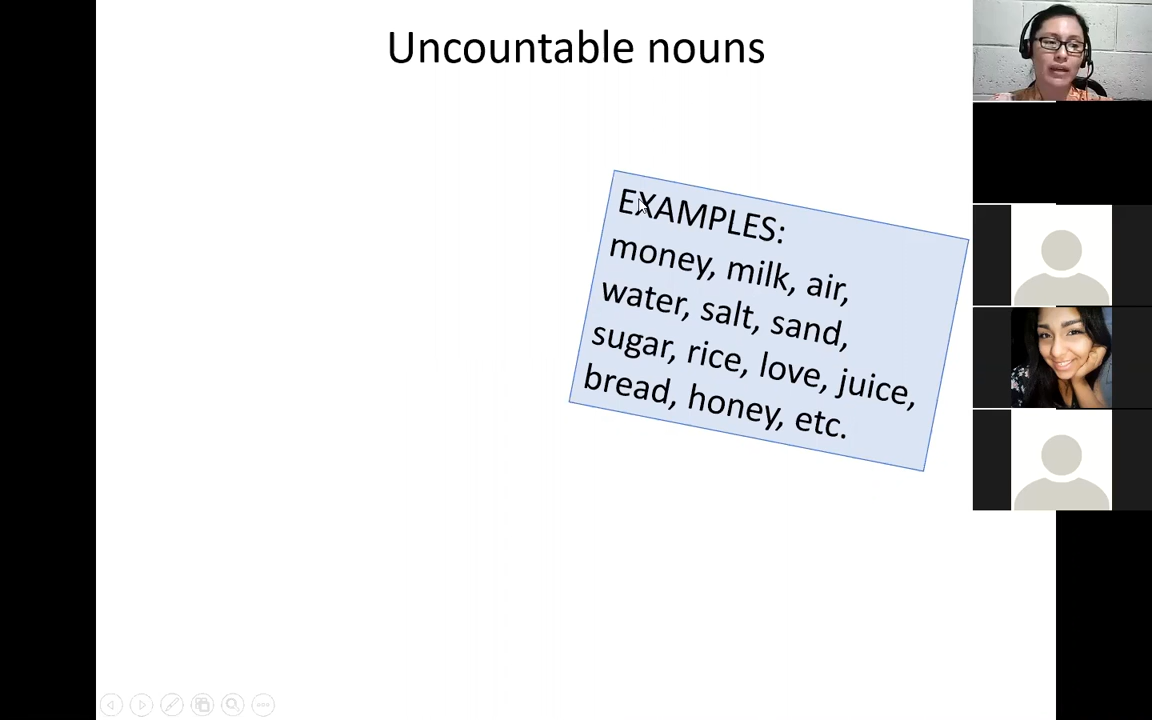 Uncountable nouns
EXAMPLES:
money, milk, air,
water, salt, sand,
sugar, rice, love, juice,
bread, honey, etc.